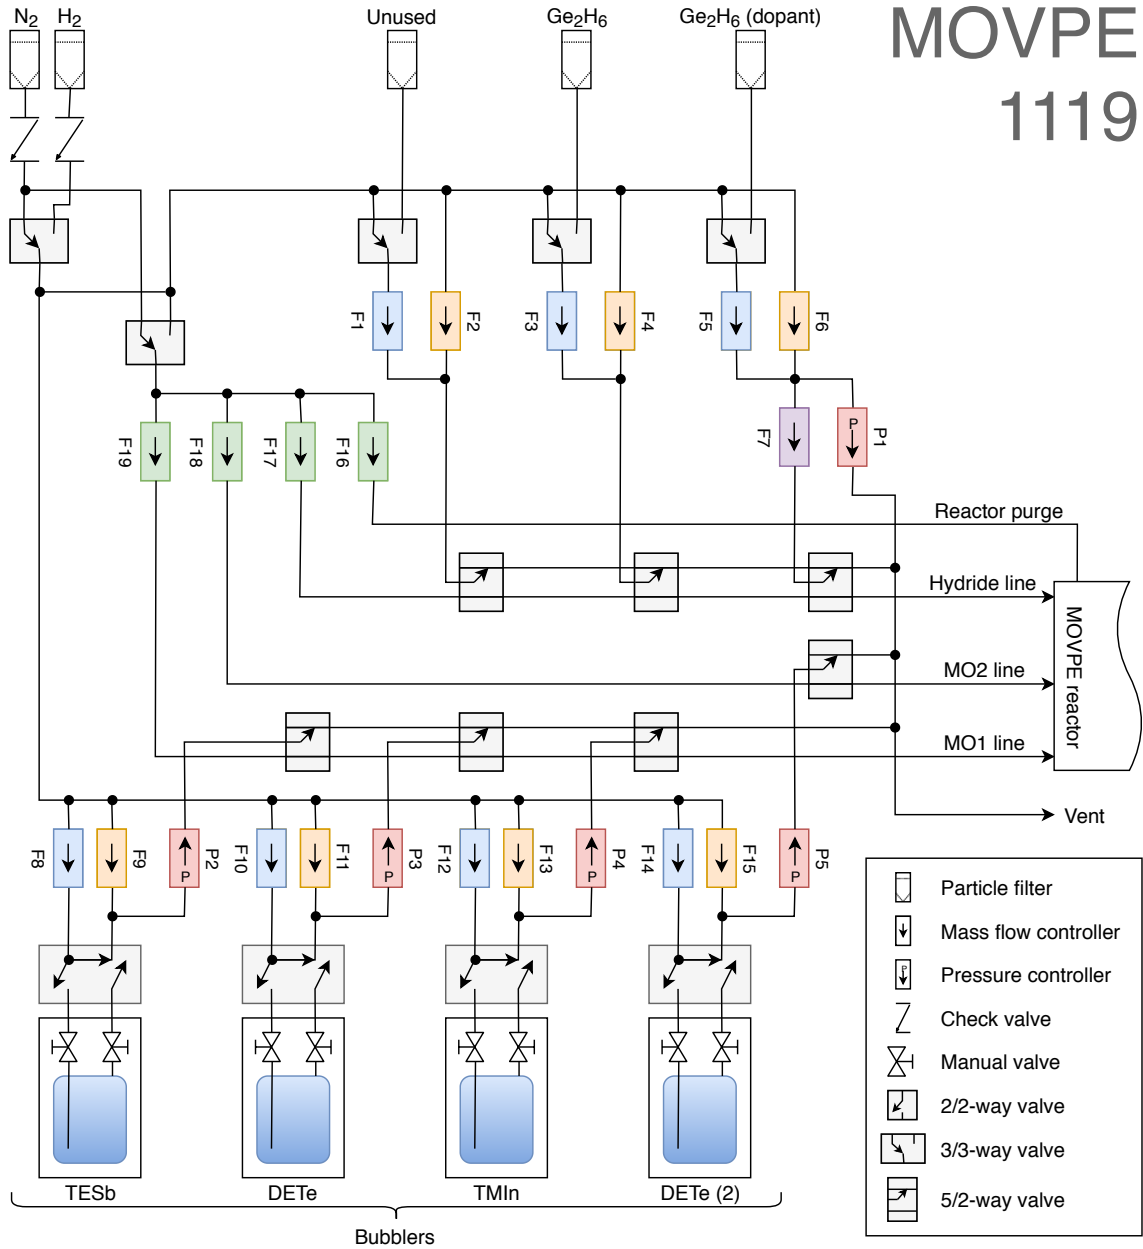 MOVPE
1119
N2
H2
Unused
Ge2H6
Ge2H6 (dopant)
F1
F2
F3
F4
F5
F6
F7
P1
F19
F18
F17
F16
Reactor purge
Hydride line
MO2 line
MO1 line
MOVPE reactor
Vent
F8
F9
P2
F10
F11
P3
F12
F13
P4
F14
F15
P5
P
P
P
P
P
TESb
DETe
TMIn
DETe (2)
Bubblers
Particle filter
Mass flow controller
P
Pressure controller
Check valve
Manual valve
2/2-way valve
3/3-way valve
5/2-way valve